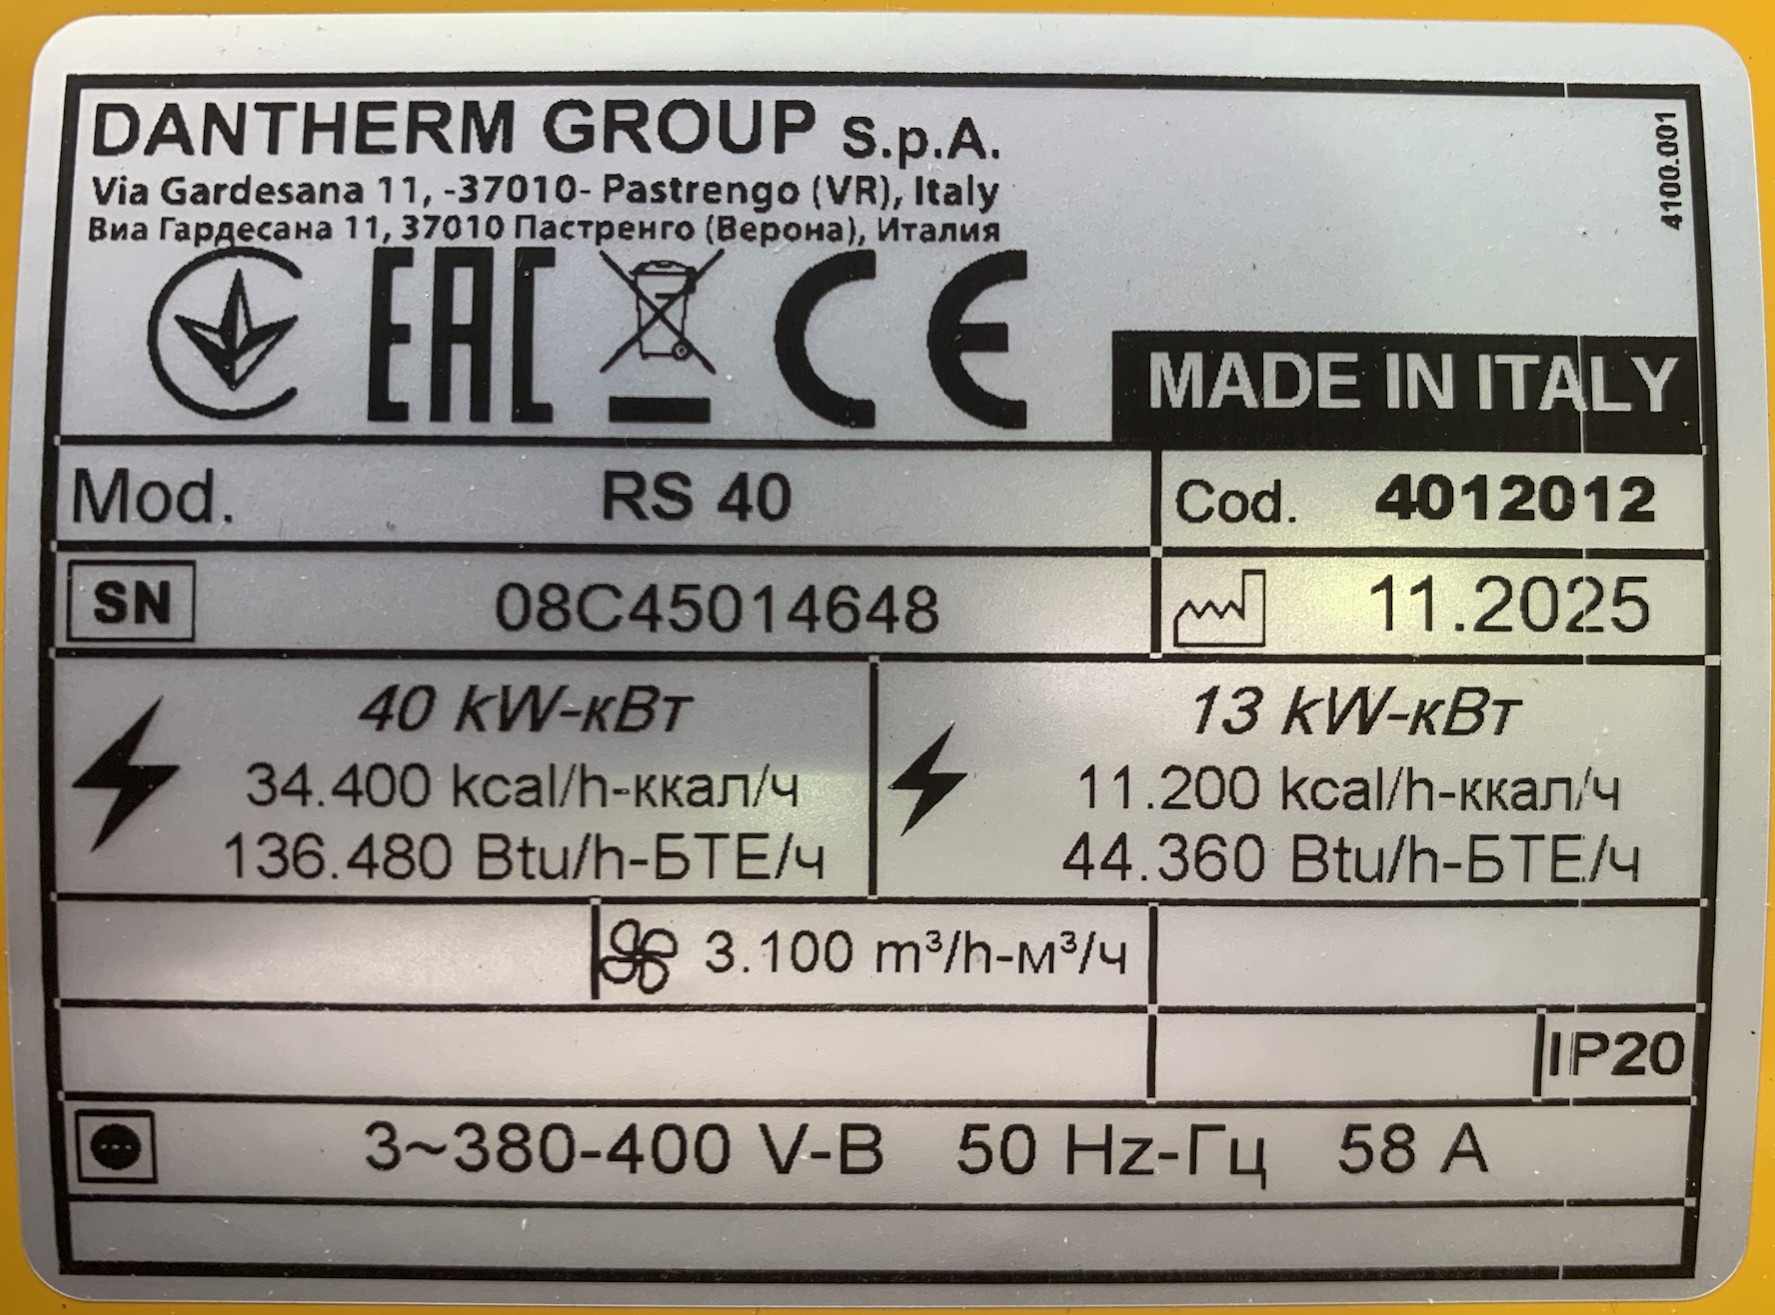 DANTHERM GROUP S.p.A.
Via Gardesana 11, -37010- Pastrengo (VR), Italy
Виа Гардесана 11, 37010 Пастренго (Верона), Италия
4100.001
EAC CE
MADE IN ITALY
Mod. RS 40 Cod. 4012012
SN 08C45014648 11.2025
40 kW-кВт
34.400 kcal/h-ккал/ч
136.480 Btu/h-БТЕ/ч
13 kW-кВт
11.200 kcal/h-ккал/ч
44.360 Btu/h-БТЕ/ч
3.100 m³/h-м³/ч
IP20
3~380-400 V-В 50 Hz-Гц 58 A